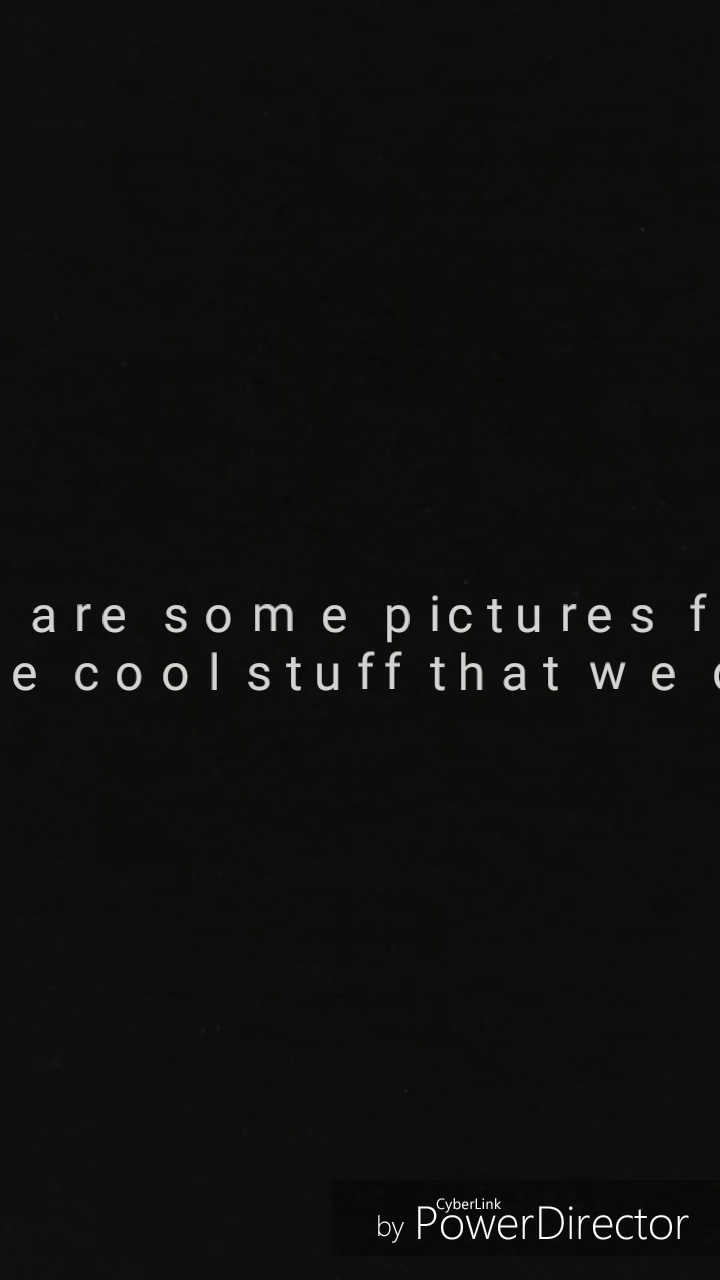 are some pictures f
e cool stuff that we
CyberLink
by PowerDirector